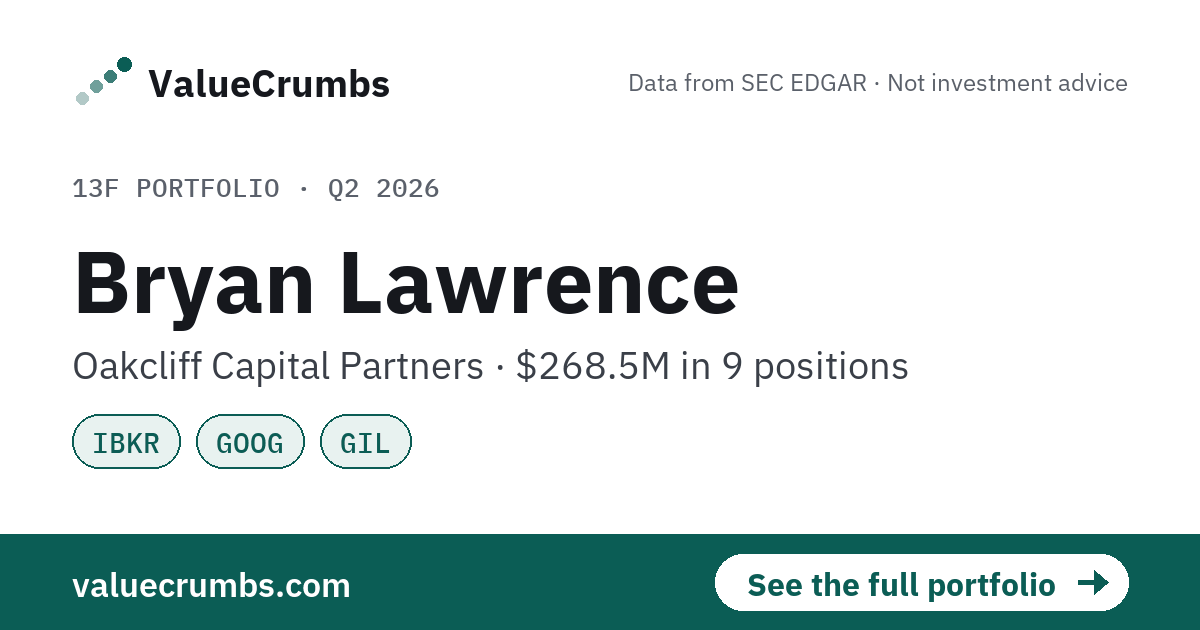 ValueCrumbs
Data from SEC EDGAR · Not investment advice
13F PORTFOLIO · Q2 2026
Bryan Lawrence
Oakcliff Capital Partners · $268.5M in 9 positions
IBKR GOOG GIL
valuecrumbs.com
See the full portfolio →